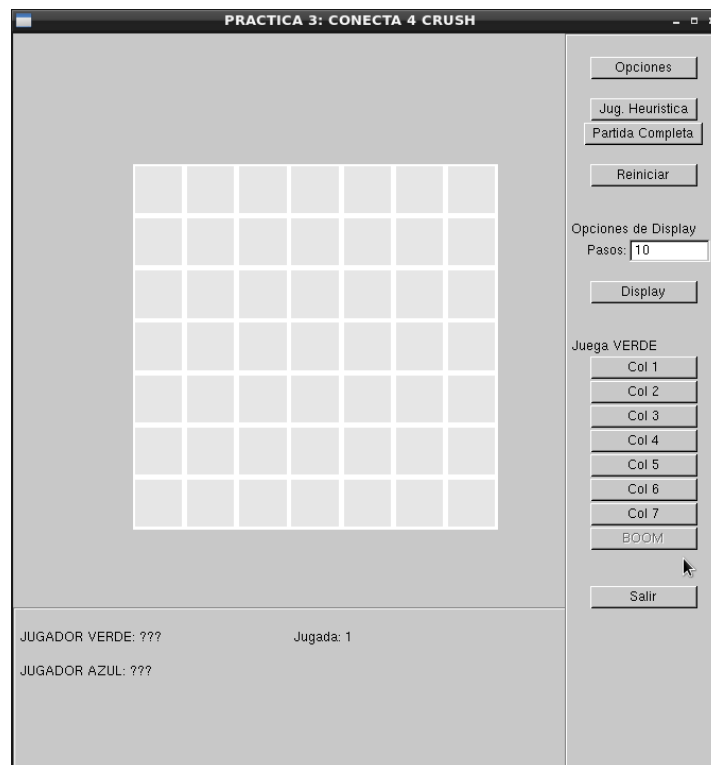 PRACTICA 3: CONECTA 4 CRUSH
Opciones
Jug. Heuristica
Partida Completa
Reiniciar
Opciones de Display
Pasos: 10
Display
Juega VERDE
Col 1
Col 2
Col 3
Col 4
Col 5
Col 6
Col 7
BOOM
Salir
JUGADOR VERDE: ??? Jugada: 1
JUGADOR AZUL: ???